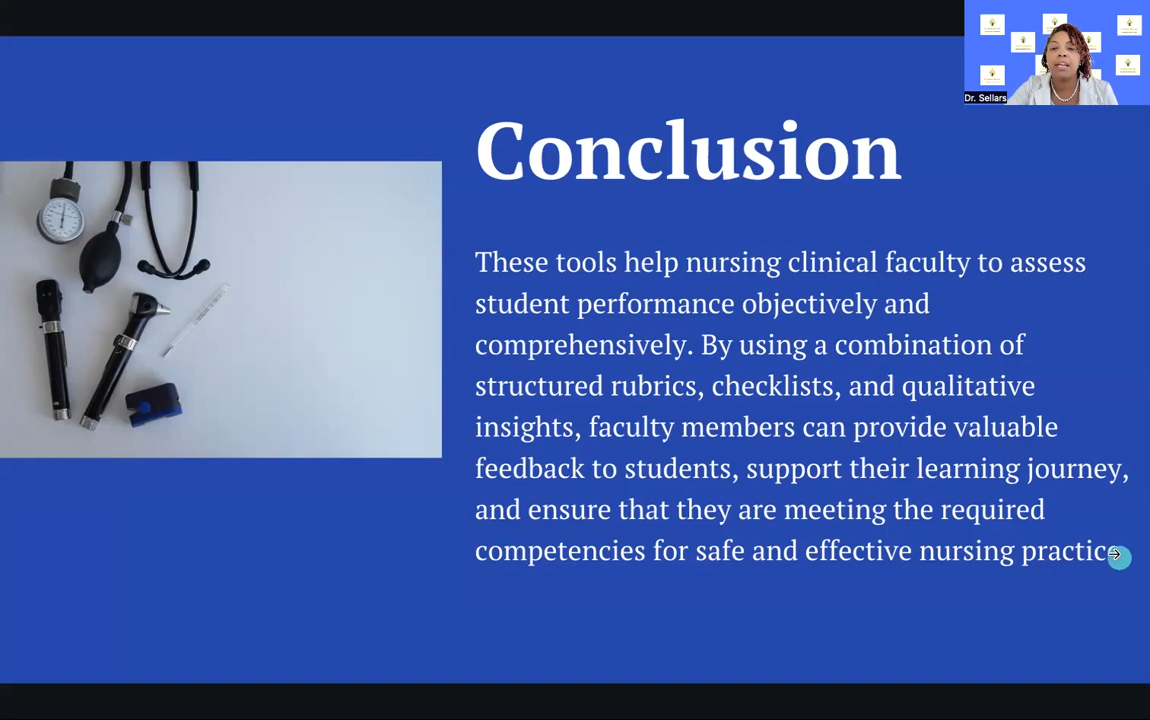 Dr. Sellars
Conclusion
These tools help nursing clinical faculty to assess
student performance objectively and
comprehensively. By using a combination of
structured rubrics, checklists, and qualitative
insights, faculty members can provide valuable
feedback to students, support their learning journey,
and ensure that they are meeting the required
competencies for safe and effective nursing practice